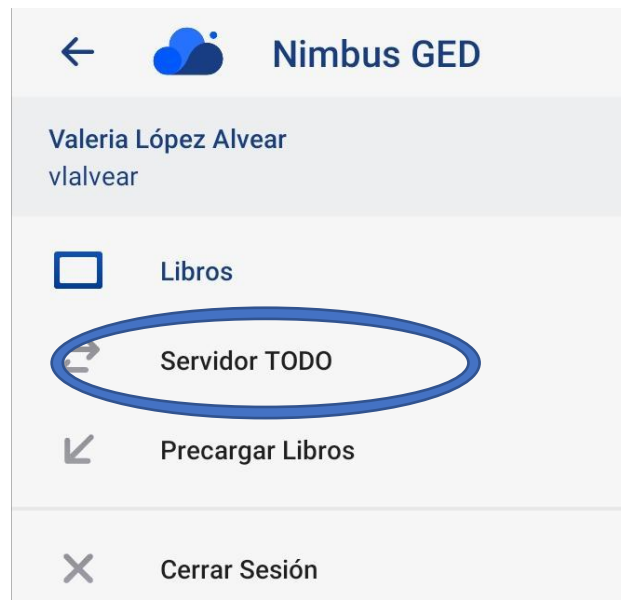 Nimbus GED
Valeria López Alvear
vlalvear
Libros
Servidor TODO
Precargar Libros
Cerrar Sesión